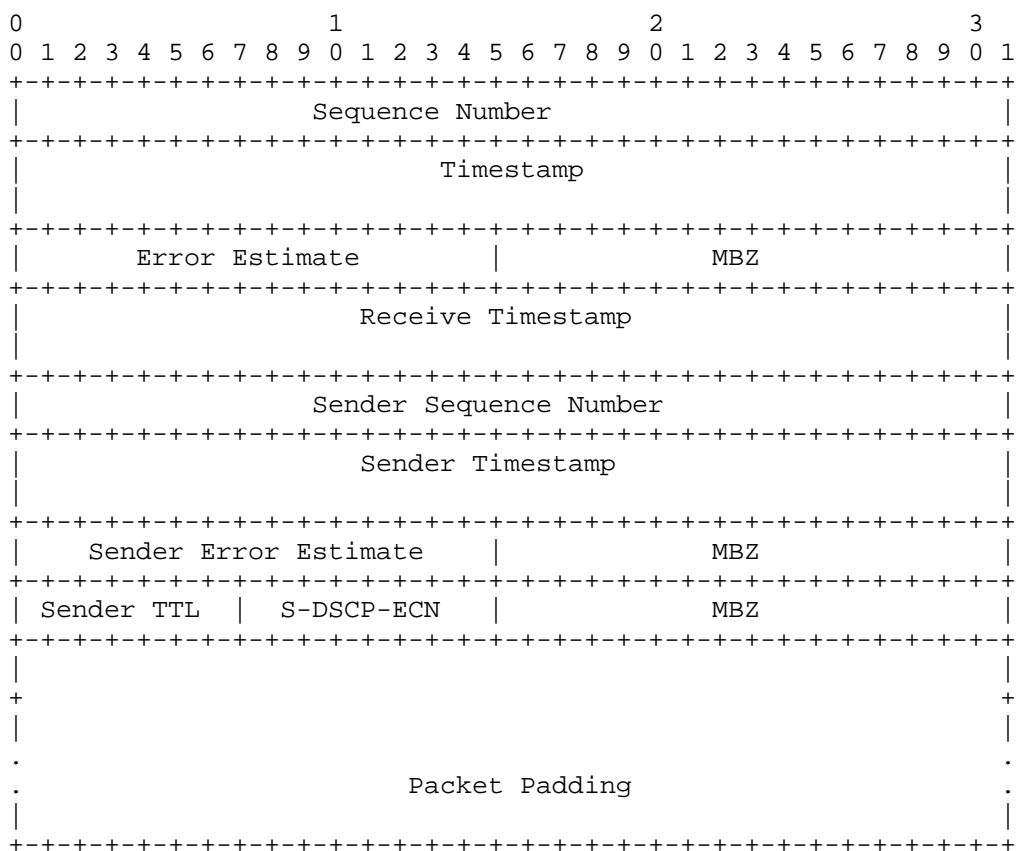 0                   1                   2                   3
0 1 2 3 4 5 6 7 8 9 0 1 2 3 4 5 6 7 8 9 0 1 2 3 4 5 6 7 8 9 0 1
+-+-+-+-+-+-+-+-+-+-+-+-+-+-+-+-+-+-+-+-+-+-+-+-+-+-+-+-+-+-+-+
|                  Sequence Number                            |
+-+-+-+-+-+-+-+-+-+-+-+-+-+-+-+-+-+-+-+-+-+-+-+-+-+-+-+-+-+-+-+
|                          Timestamp                          |
|                                                             |
+-+-+-+-+-+-+-+-+-+-+-+-+-+-+-+-+-+-+-+-+-+-+-+-+-+-+-+-+-+-+-+
|       Error Estimate        |             MBZ               |
+-+-+-+-+-+-+-+-+-+-+-+-+-+-+-+-+-+-+-+-+-+-+-+-+-+-+-+-+-+-+-+
|                     Receive Timestamp                       |
|                                                             |
+-+-+-+-+-+-+-+-+-+-+-+-+-+-+-+-+-+-+-+-+-+-+-+-+-+-+-+-+-+-+-+
|                  Sender Sequence Number                     |
+-+-+-+-+-+-+-+-+-+-+-+-+-+-+-+-+-+-+-+-+-+-+-+-+-+-+-+-+-+-+-+
|                     Sender Timestamp                        |
|                                                             |
+-+-+-+-+-+-+-+-+-+-+-+-+-+-+-+-+-+-+-+-+-+-+-+-+-+-+-+-+-+-+-+
|    Sender Error Estimate    |             MBZ               |
+-+-+-+-+-+-+-+-+-+-+-+-+-+-+-+-+-+-+-+-+-+-+-+-+-+-+-+-+-+-+-+
| Sender TTL  |  S-DSCP-ECN   |             MBZ               |
+-+-+-+-+-+-+-+-+-+-+-+-+-+-+-+-+-+-+-+-+-+-+-+-+-+-+-+-+-+-+-+
|                                                             |
+                                                             +
|                                                             |
.                                                             .
.                        Packet Padding                       .
|                                                             |
+-+-+-+-+-+-+-+-+-+-+-+-+-+-+-+-+-+-+-+-+-+-+-+-+-+-+-+-+-+-+-+